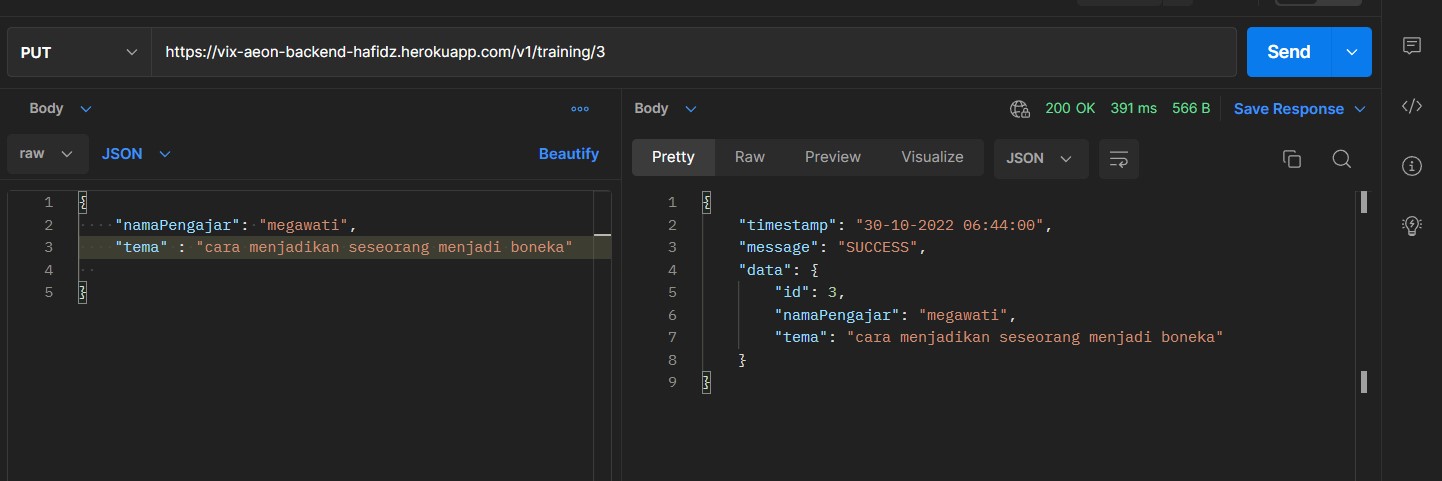 PUT
https://vix-aeon-backend-hafidz.herokuapp.com/v1/training/3
Send
Body
raw
JSON
Beautify
1 {
2 "namaPengajar": "megawati",
3 "tema" : "cara menjadikan seseorang menjadi boneka"
4
5 }
Body
200 OK 391 ms 566 B Save Response
Pretty Raw Preview Visualize JSON
1 {
2 "timestamp": "30-10-2022 06:44:00",
3 "message": "SUCCESS",
4 "data": {
5 "id": 3,
6 "namaPengajar": "megawati",
7 "tema": "cara menjadikan seseorang menjadi boneka"
8 }
9 }